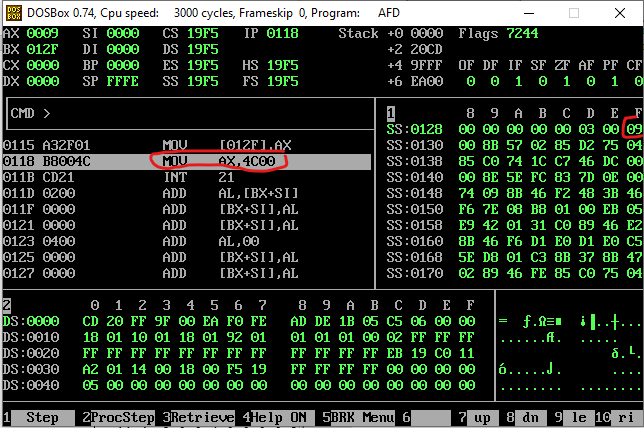 DOS BOX DOSBox 0.74, Cpu speed: 3000 cycles, Frameskip 0, Program: AFD
AX 0009 SI 0000 CS 19F5 IP 0118 Stack +0 0000 Flags 7244
BX 012F DI 0000 DS 19F5 +2 20CD
CX 0000 BP 0000 ES 19F5 HS 19F5 +4 9FFF OF DF IF SF ZF AF PF CF
DX 0000 SP FFFE SS 19F5 FS 19F5 +6 EA00 0 0 1 0 1 0 1 0
CMD >
1 8 9 A B C D E F
SS:0128 00 00 00 00 00 03 00 09
0115 A32F01 MOV [012F],AX SS:0130 00 8B 57 02 85 D2 75 04
0118 B8004C MOV AX,4C00 SS:0138 85 C0 74 1C C7 46 DC 00
011B CD21 INT 21 SS:0140 00 8E 5E FC 83 7D 0E 00
011D 0200 ADD AL,[BX+SI] SS:0148 74 09 8B 46 F2 48 3B 46
011F 0000 ADD [BX+SI],AL SS:0150 F6 7E 08 B8 01 00 EB 05
0121 0000 ADD [BX+SI],AL SS:0158 E9 42 01 31 C0 89 46 E2
0123 0400 ADD AL,00 SS:0160 8B 46 F6 D1 E0 D1 E0 C5
0125 0000 ADD [BX+SI],AL SS:0168 5E D8 01 C3 8B 37 8B 47
0127 0000 ADD [BX+SI],AL SS:0170 02 89 46 FE 85 C0 75 04
2 0 1 2 3 4 5 6 7 8 9 A B C D E F
DS:0000 CD 20 FF 9F 00 EA F0 FE AD DE 1B 05 C5 06 00 00
DS:0010 18 01 10 01 18 01 92 01 01 01 01 00 02 FF FF FF
DS:0020 FF FF FF FF FF FF FF FF FF FF FF FF EB 19 C0 11
DS:0030 A2 01 14 00 18 00 F5 19 FF FF FF FF 00 00 00 00
DS:0040 05 00 00 00 00 00 00 00 00 00 00 00 00 00 00 00
1 Step 2 ProcStep 3 Retrieve 4 Help ON 5 BRK Menu 6 7 up 8 dn 9 le 10 ri